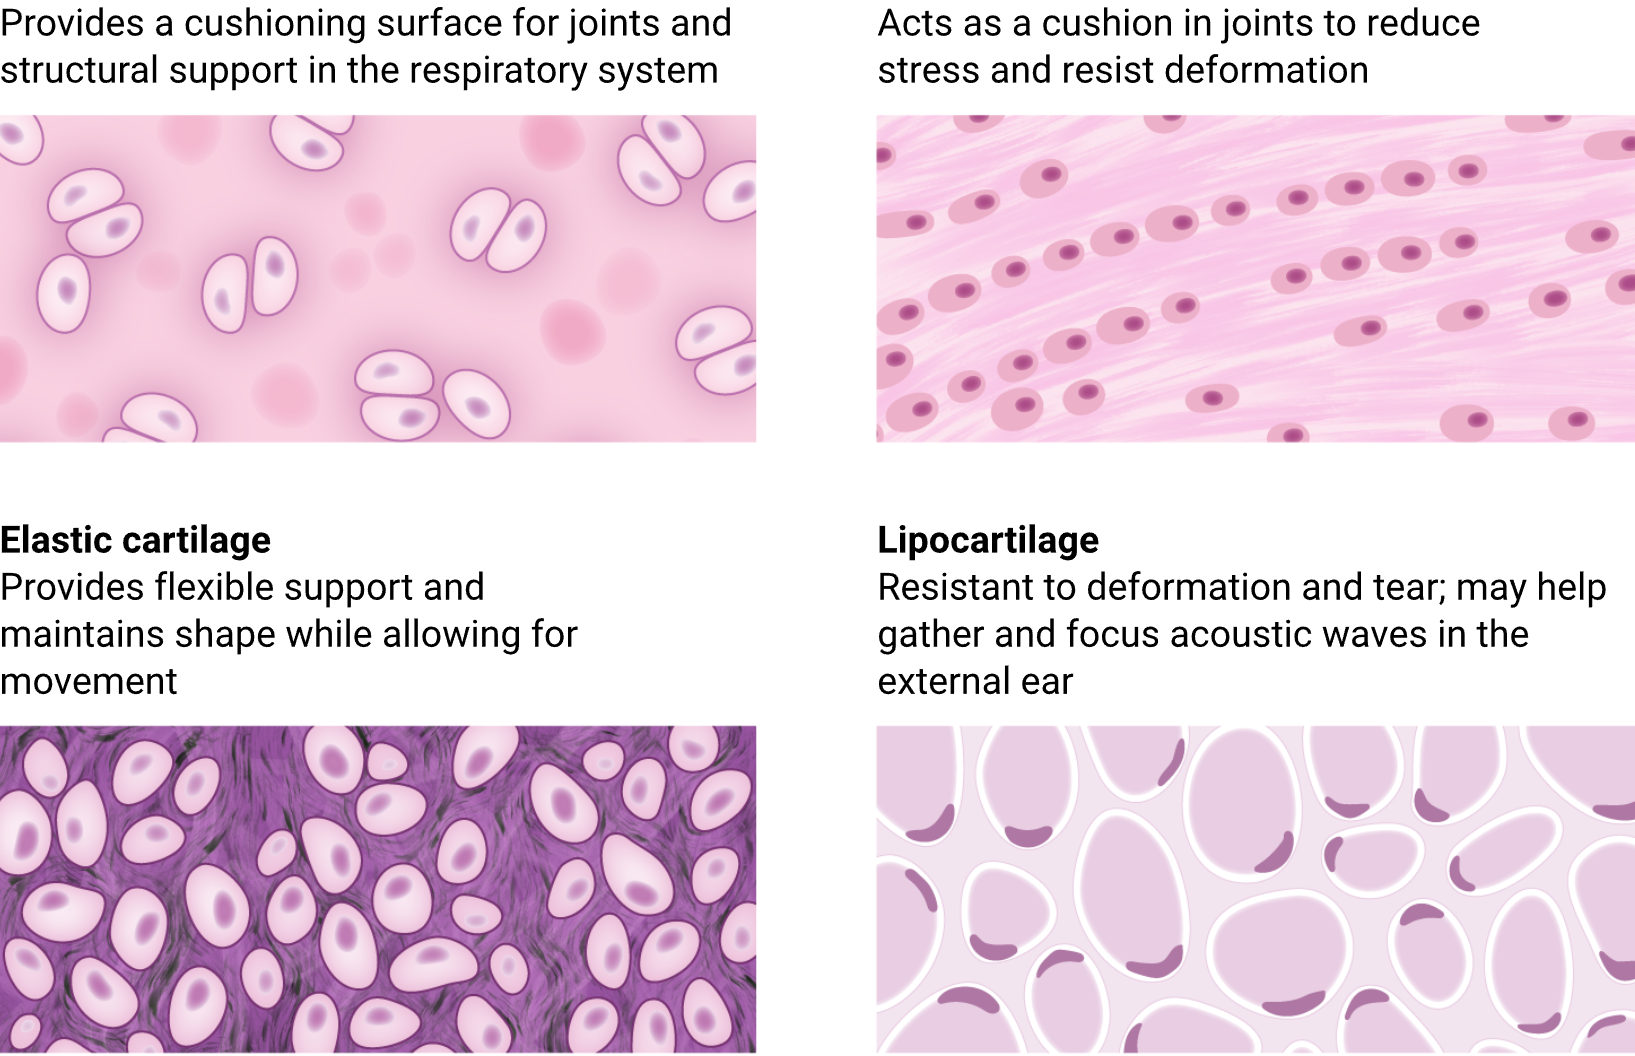 Provides a cushioning surface for joints and
structural support in the respiratory system
Acts as a cushion in joints to reduce
stress and resist deformation
Elastic cartilage
Provides flexible support and
maintains shape while allowing for
movement
Lipocartilage
Resistant to deformation and tear; may help
gather and focus acoustic waves in the
external ear